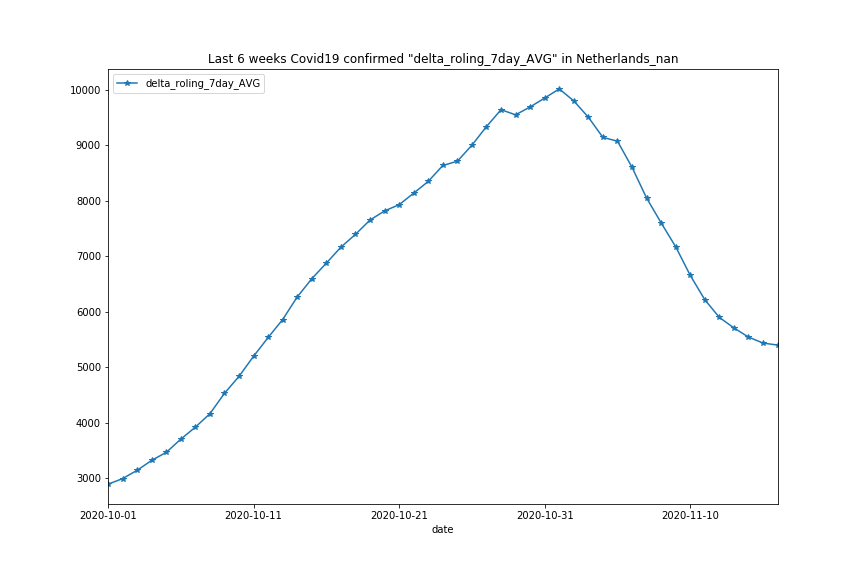 Last 6 weeks Covid19 confirmed "delta_roling_7day_AVG" in Netherlands_nan
delta_roling_7day_AVG
10000
9000
8000
7000
6000
5000
4000
3000
2020-10-01 2020-10-11 2020-10-21 2020-10-31 2020-11-10
date